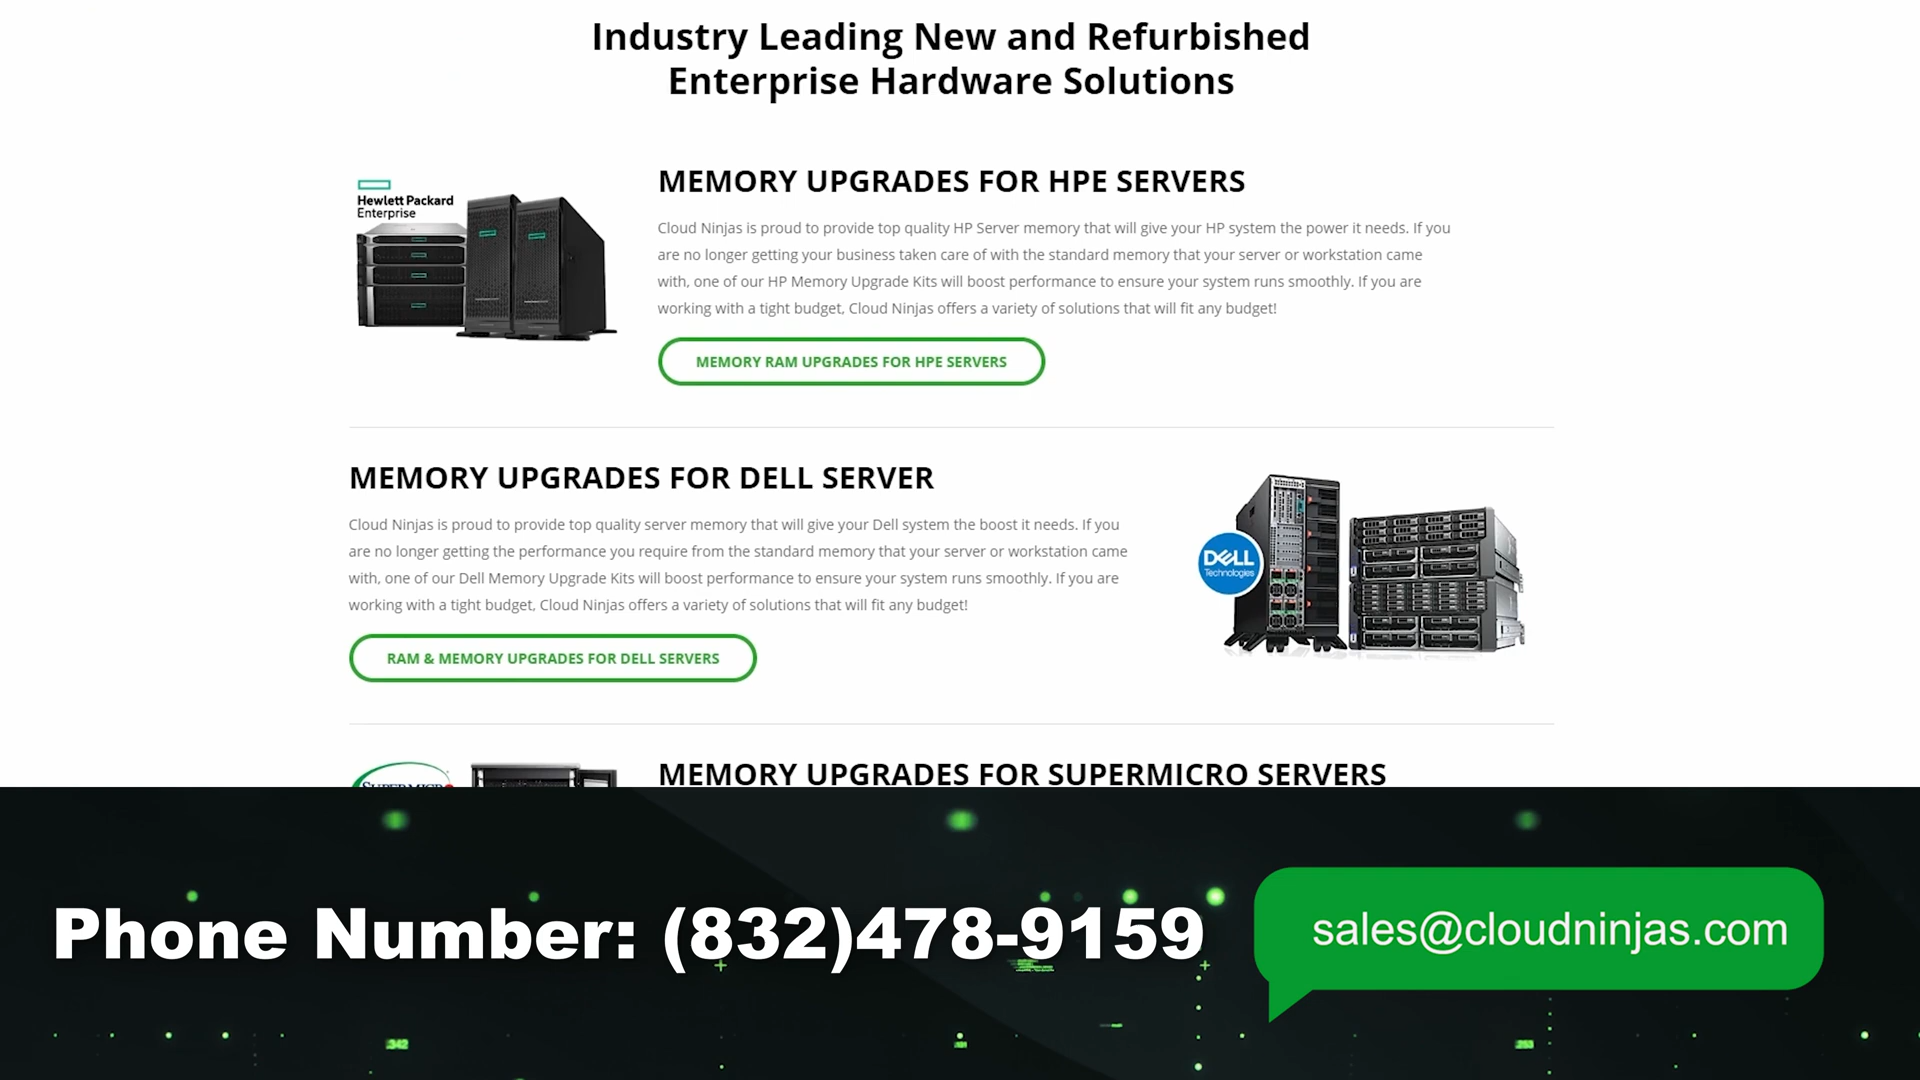 Industry Leading New and Refurbished
Enterprise Hardware Solutions
Hewlett Packard
Enterprise
MEMORY UPGRADES FOR HPE SERVERS
Cloud Ninjas is proud to provide top quality HP Server memory that will give your HP system the power it needs. If you
are no longer getting your business taken care of with the standard memory that your server or workstation came
with, one of our HP Memory Upgrade Kits will boost performance to ensure your system runs smoothly. If you are
working with a tight budget, Cloud Ninjas offers a variety of solutions that will fit any budget!
MEMORY RAM UPGRADES FOR HPE SERVERS
MEMORY UPGRADES FOR DELL SERVER
Cloud Ninjas is proud to provide top quality server memory that will give your Dell system the boost it needs. If you
are no longer getting the performance you require from the standard memory that your server or workstation came
with, one of our Dell Memory Upgrade Kits will boost performance to ensure your system runs smoothly. If you are
working with a tight budget, Cloud Ninjas offers a variety of solutions that will fit any budget!
RAM & MEMORY UPGRADES FOR DELL SERVERS
DELL
Technologies
MEMORY UPGRADES FOR SUPERMICRO SERVERS
Phone Number: (832)478-9159
sales@cloudninjas.com